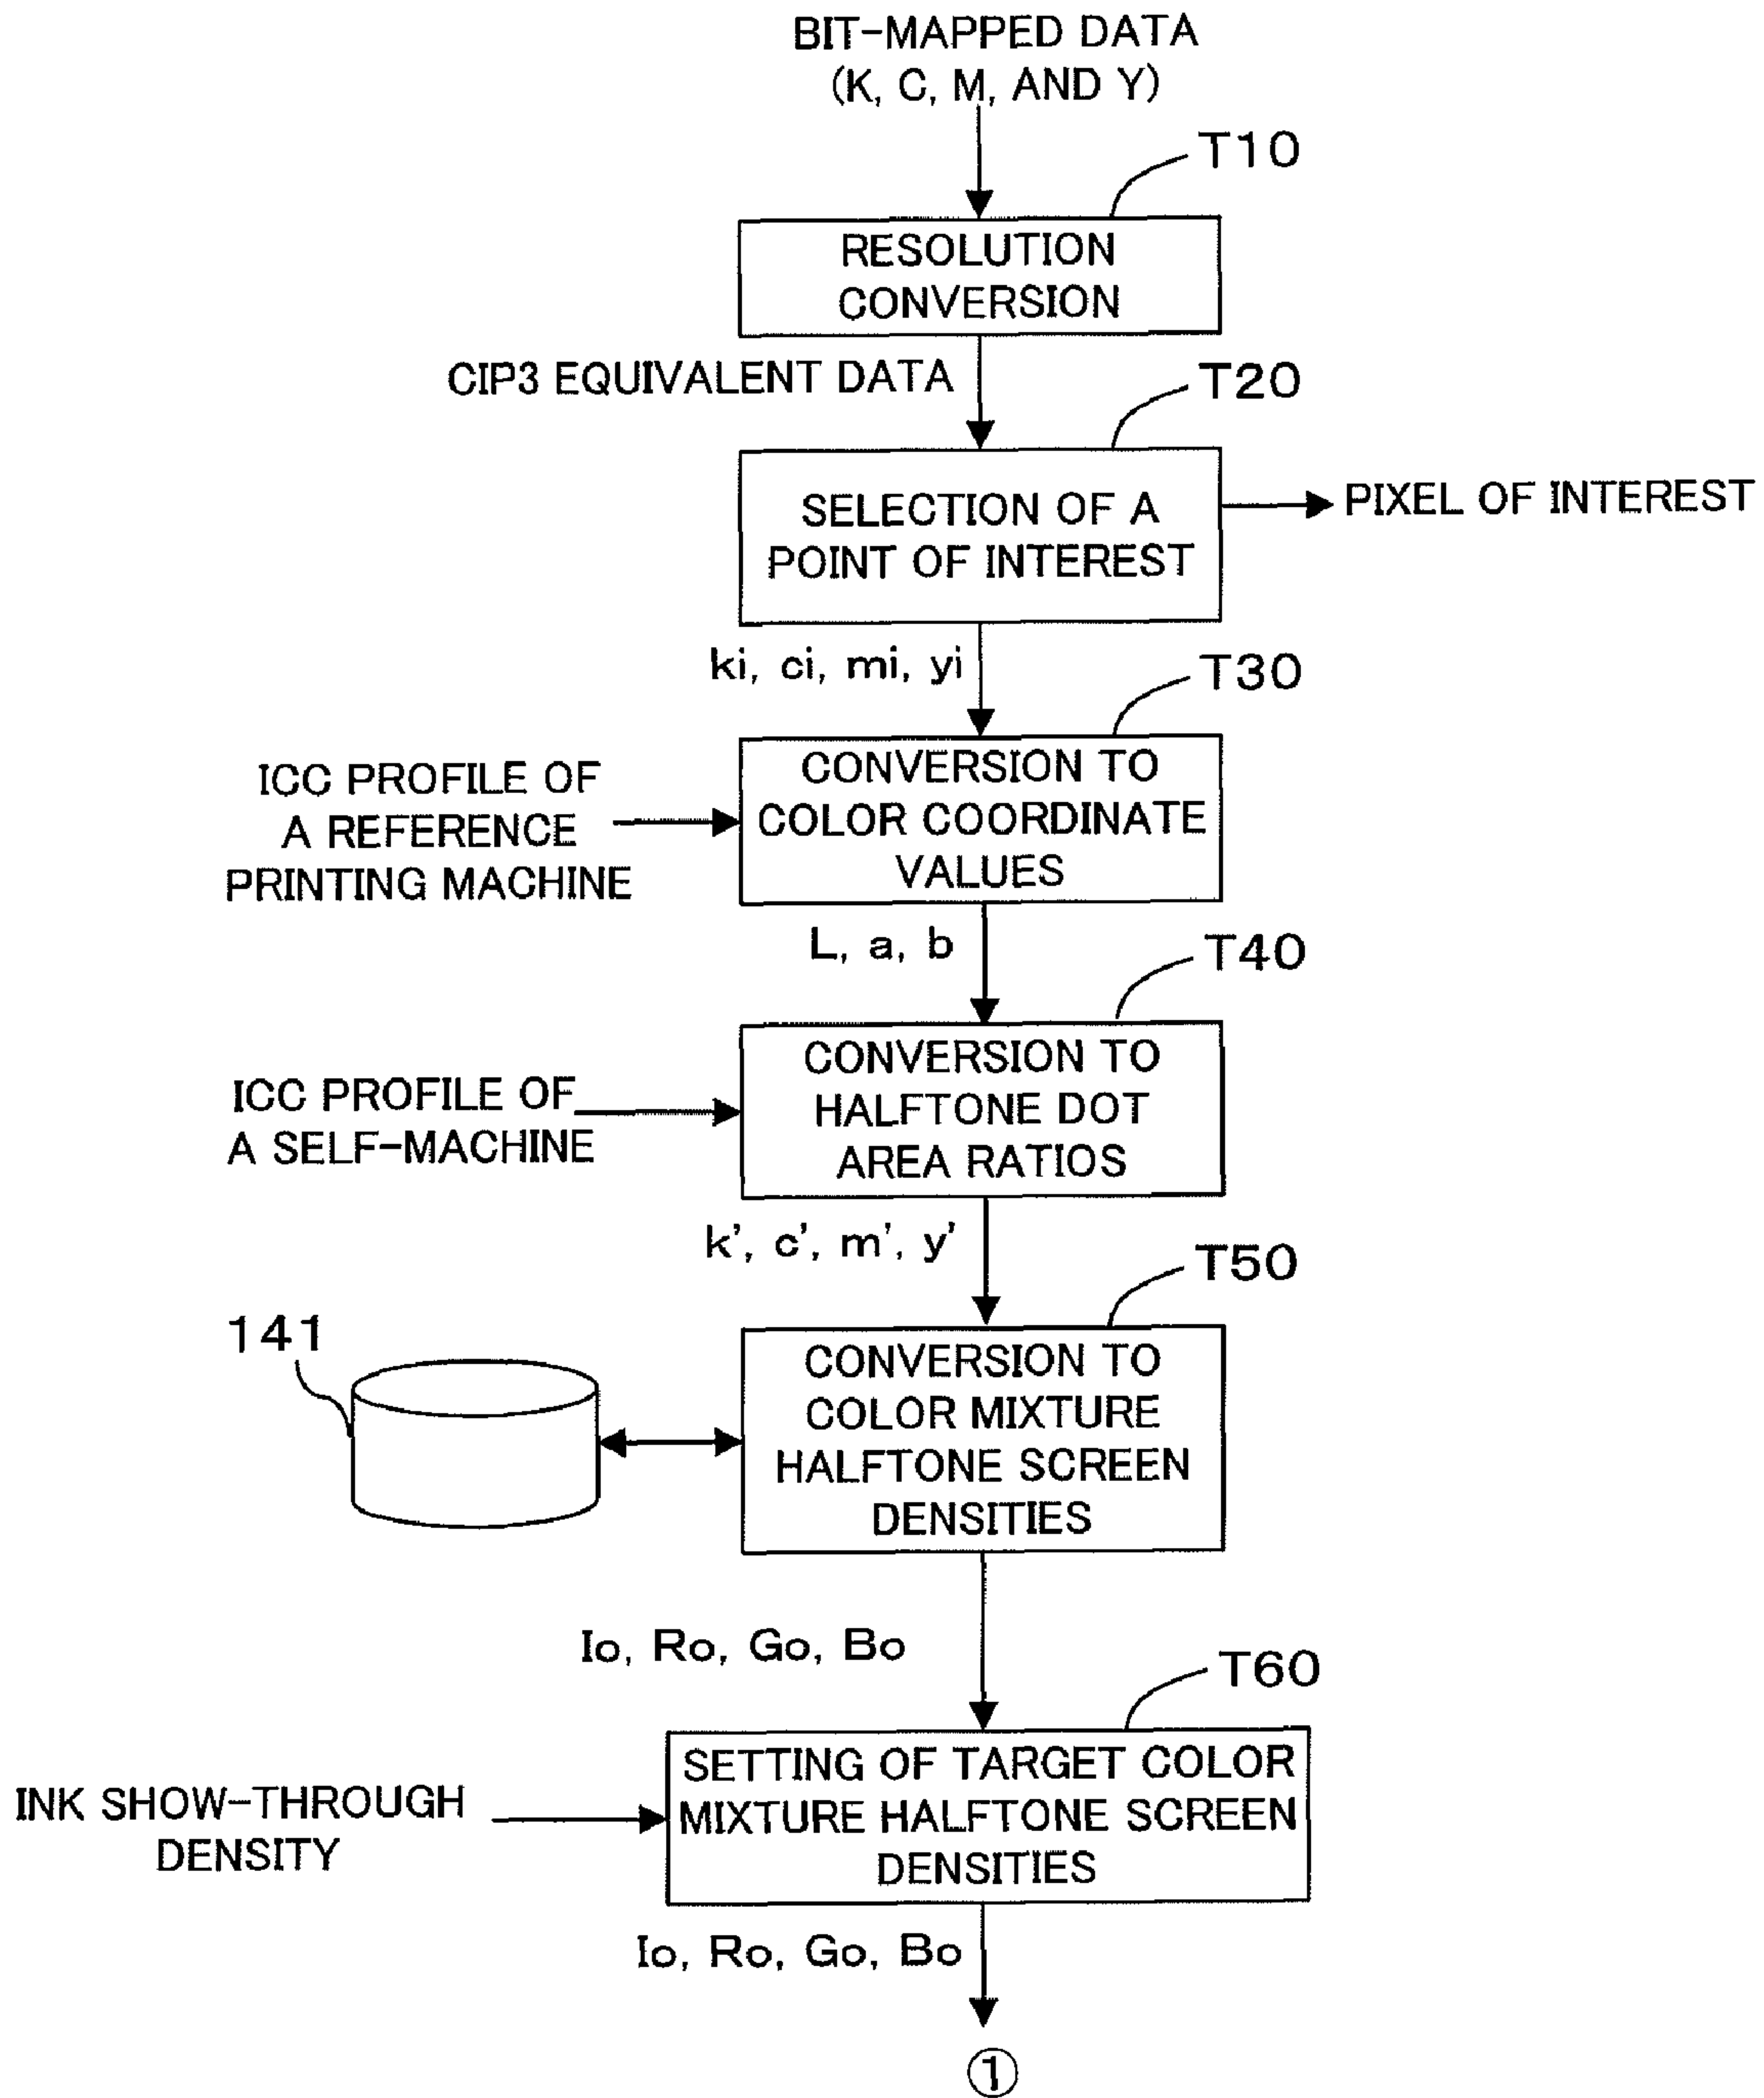 BIT-MAPPED DATA
(K, C, M, AND Y)
T10
RESOLUTION
CONVERSION
CIP3 EQUIVALENT DATA
T20
SELECTION OF A
POINT OF INTEREST
PIXEL OF INTEREST
ki, ci, mi, yi
T30
ICC PROFILE OF
A REFERENCE
PRINTING MACHINE
CONVERSION TO
COLOR COORDINATE
VALUES
L, a, b
T40
ICC PROFILE OF
A SELF-MACHINE
CONVERSION TO
HALFTONE DOT
AREA RATIOS
k', c', m', y'
T50
141
CONVERSION TO
COLOR MIXTURE
HALFTONE SCREEN
DENSITIES
Io, Ro, Go, Bo
T60
INK SHOW-THROUGH
DENSITY
SETTING OF TARGET COLOR
MIXTURE HALFTONE SCREEN
DENSITIES
Io, Ro, Go, Bo
①